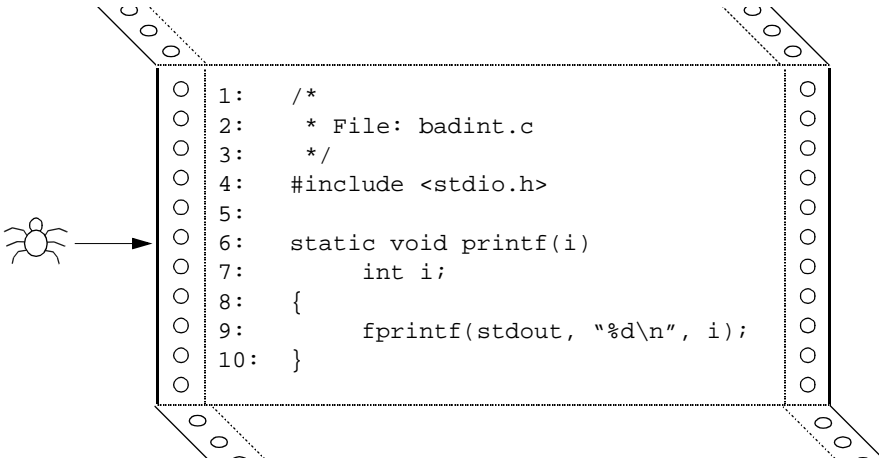 1: /*
2: * File: badint.c
3: */
4: #include <stdio.h>
5:
6: static void printf(i)
7: int i;
8: {
9: fprintf(stdout, “%d\n”, i);
10: }